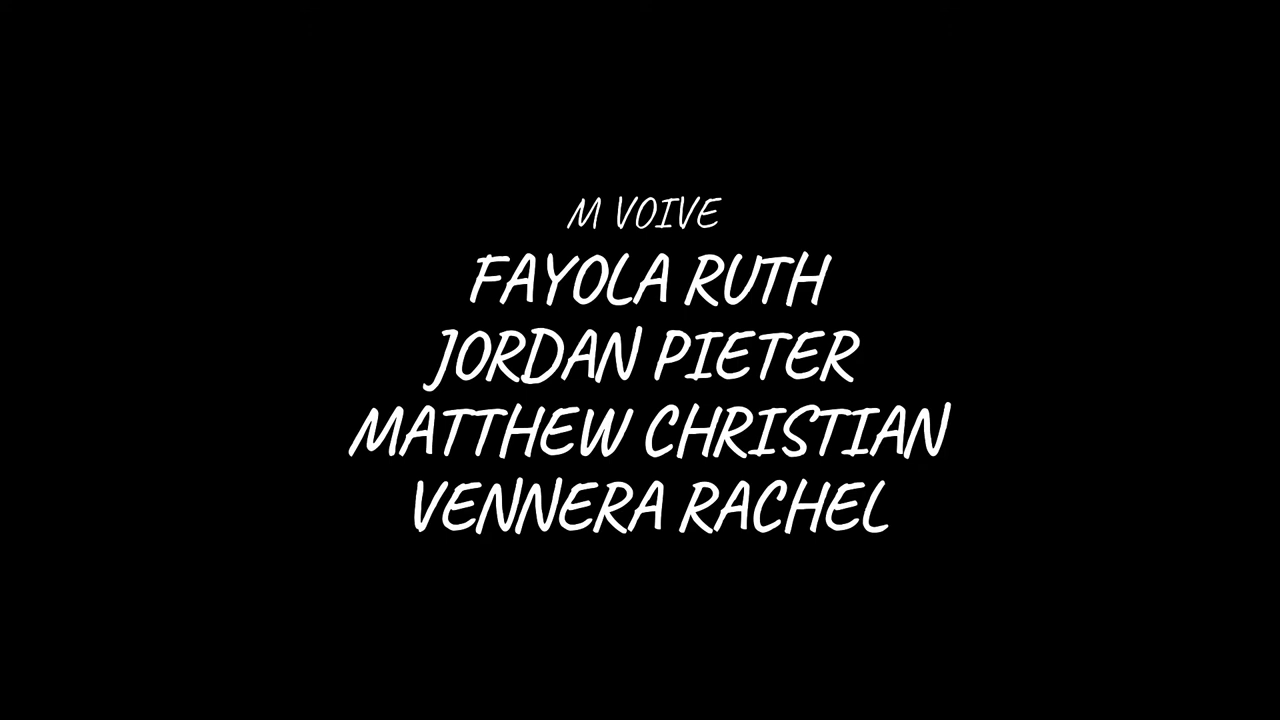 M VOIVE
FAYOLA RUTH
JORDAN PIETER
MATTHEW CHRISTIAN
VENNERA RACHEL